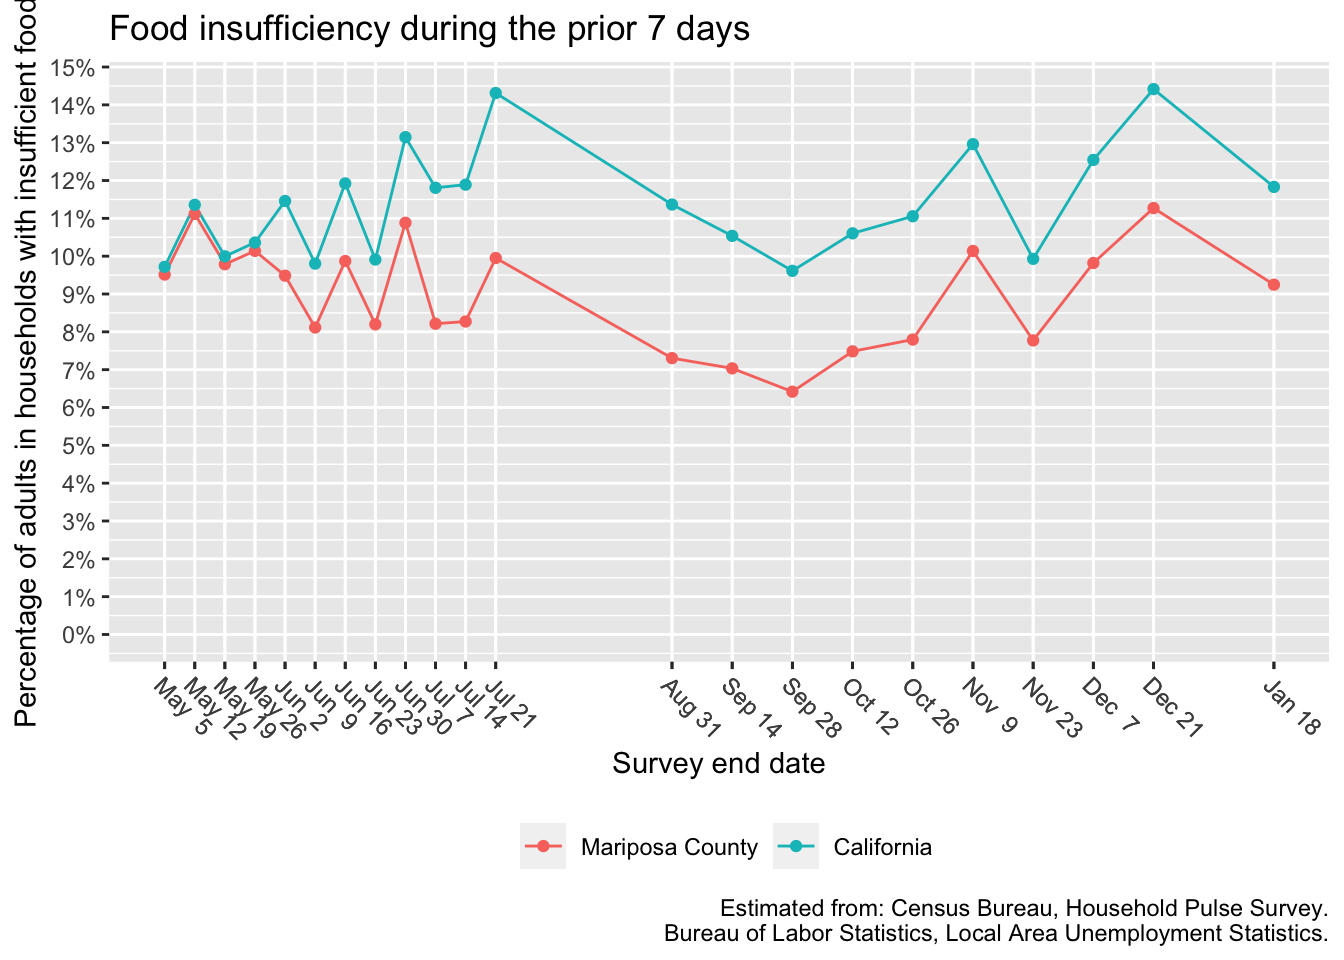 Food insufficiency during the prior 7 days
Percentage of adults in households with insufficient food
15%
14%
13%
12%
11%
10%
9%
8%
7%
6%
5%
4%
3%
2%
1%
0%
May 5
May 12
May 19
May 26
Jun 2
Jun 9
Jun 16
Jun 23
Jun 30
Jul 7
Jul 14
Jul 21
Aug 31
Sep 14
Sep 28
Oct 12
Oct 26
Nov 9
Nov 23
Dec 7
Dec 21
Jan 18
Survey end date
Mariposa County
California
Estimated from: Census Bureau, Household Pulse Survey.
Bureau of Labor Statistics, Local Area Unemployment Statistics.